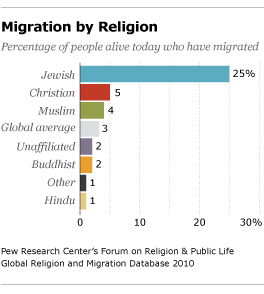 Migration by Religion
Percentage of people alive today who have migrated
Jewish 25%
Christian 5
Muslim 4
Global average 3
Unaffiliated 2
Buddhist 2
Other 1
Hindu 1
0 10 20 30%
Pew Research Center's Forum on Religion & Public Life
Global Religion and Migration Database 2010